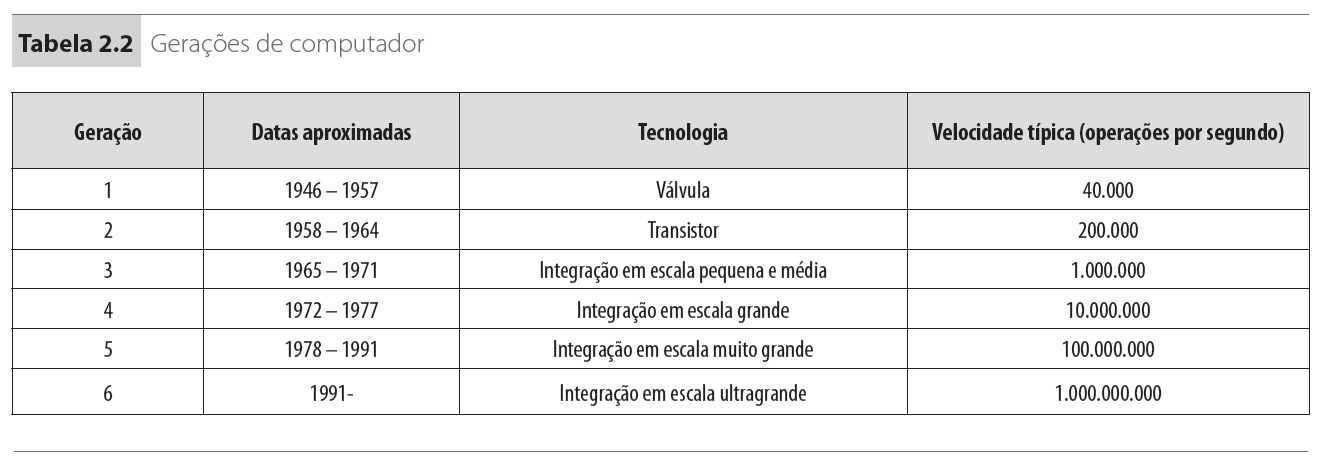 Tabela 2.2 Gerações de computador
Geração Datas aproximadas Tecnologia Velocidade típica (operações por segundo)
1 1946 – 1957 Válvula 40.000
2 1958 – 1964 Transistor 200.000
3 1965 – 1971 Integração em escala pequena e média 1.000.000
4 1972 – 1977 Integração em escala grande 10.000.000
5 1978 – 1991 Integração em escala muito grande 100.000.000
6 1991- Integração em escala ultragrande 1.000.000.000